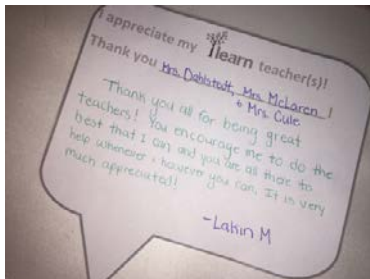 I appreciate my ilearn teacher(s)!
Thank you Mrs. Dahlstedt, Mrs. McLaren !
& Mrs. Cule
Thank you all for being great
teachers! You encourage me to do the
best that I can and you are all there to
help whenever & however you can. It is very
much appreciated!
-Lakin M